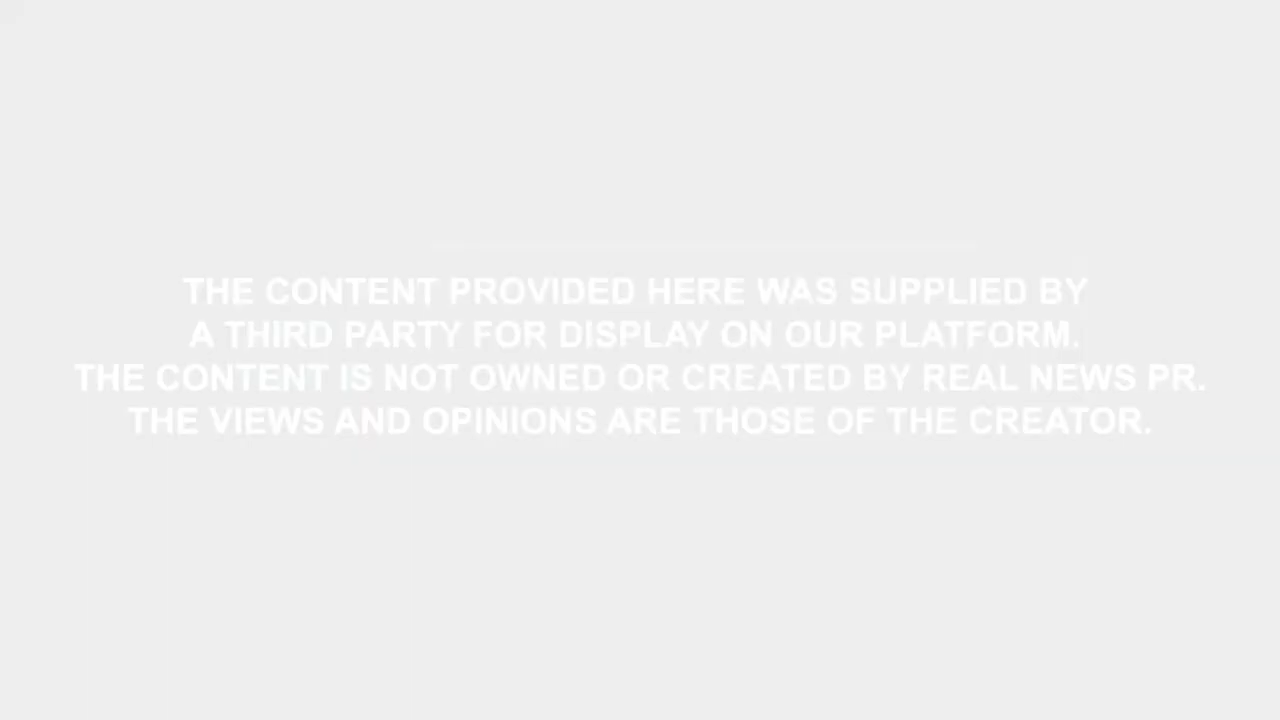 THE CONTENT PROVIDED HERE WAS SUPPLIED BY
A THIRD PARTY FOR DISPLAY ON OUR PLATFORM.
THE CONTENT IS NOT OWNED OR CREATED BY REAL NEWS PR.
THE VIEWS AND OPINIONS ARE THOSE OF THE CREATOR.